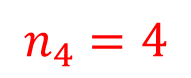 n₄ = 4